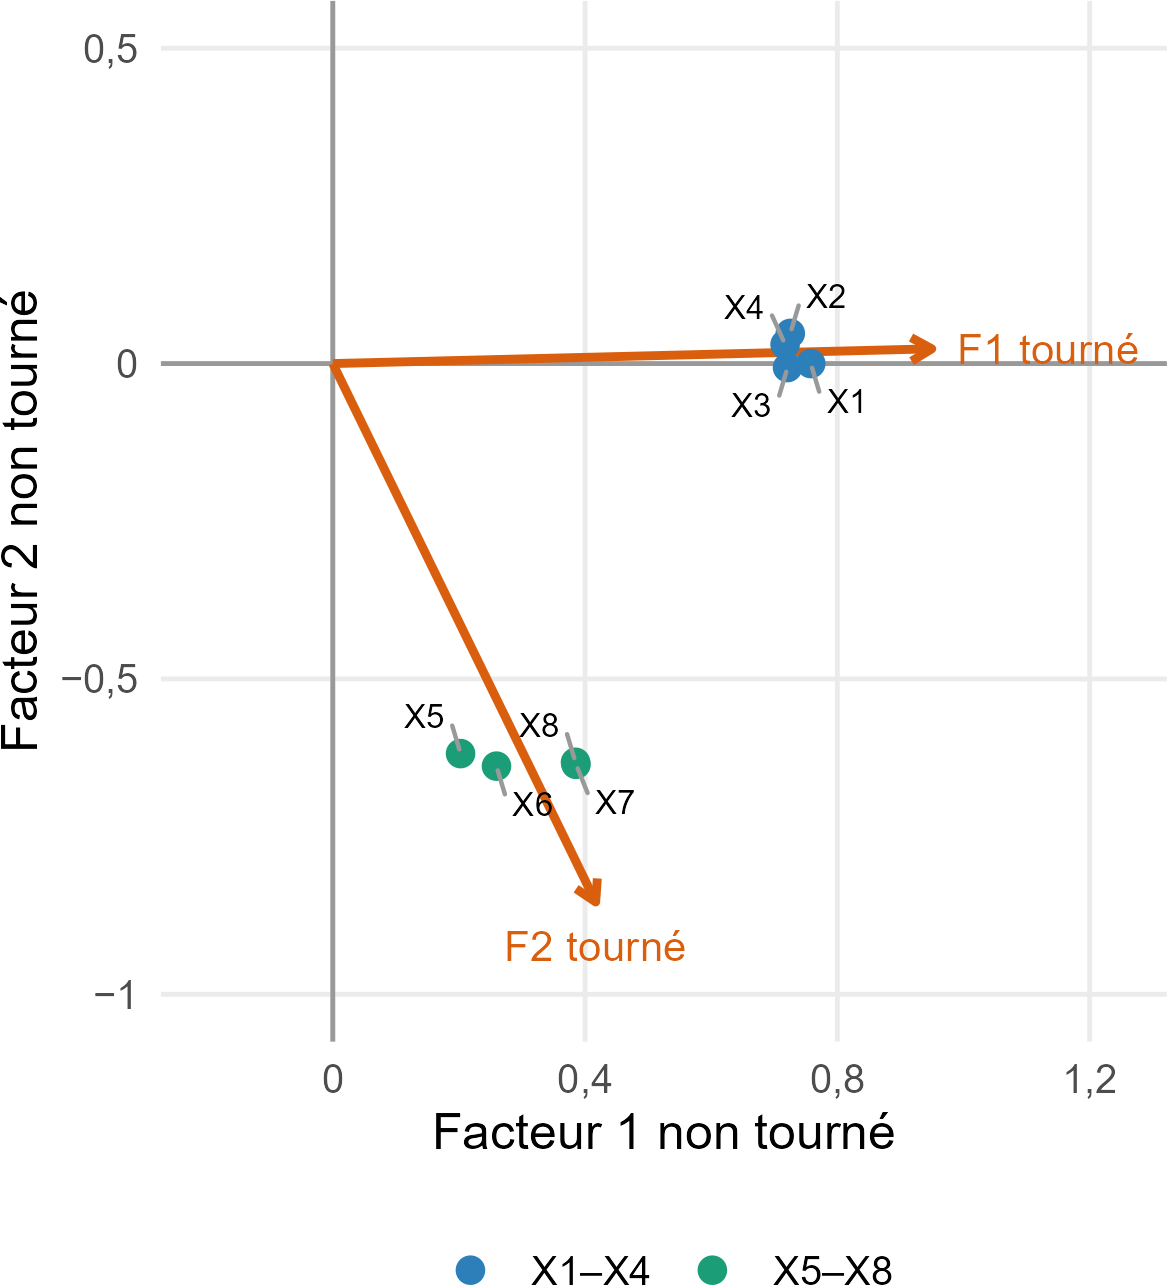 0,5
X4
X2
F1 tourné
0
X3
X1
Facteur 2 non tourné
−0,5
X5
X8
X6
X7
F2 tourné
−1
0
0,4
0,8
1,2
Facteur 1 non tourné
X1–X4
X5–X8